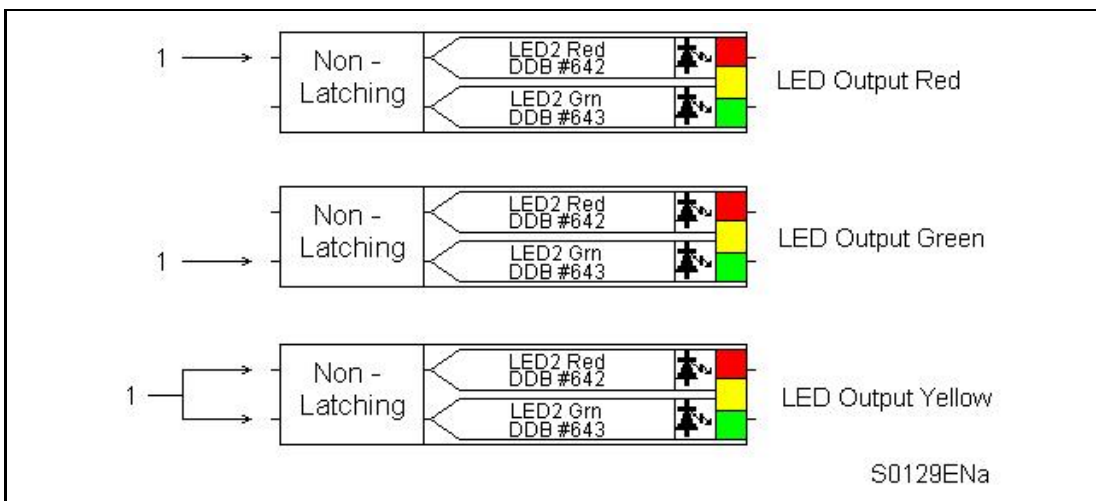 1
Non -
Latching
LED2 Red
DDB #642
LED2 Grn
DDB #643
LED Output Red
1
Non -
Latching
LED2 Red
DDB #642
LED2 Grn
DDB #643
LED Output Green
1
Non -
Latching
LED2 Red
DDB #642
LED2 Grn
DDB #643
LED Output Yellow
S0129ENa